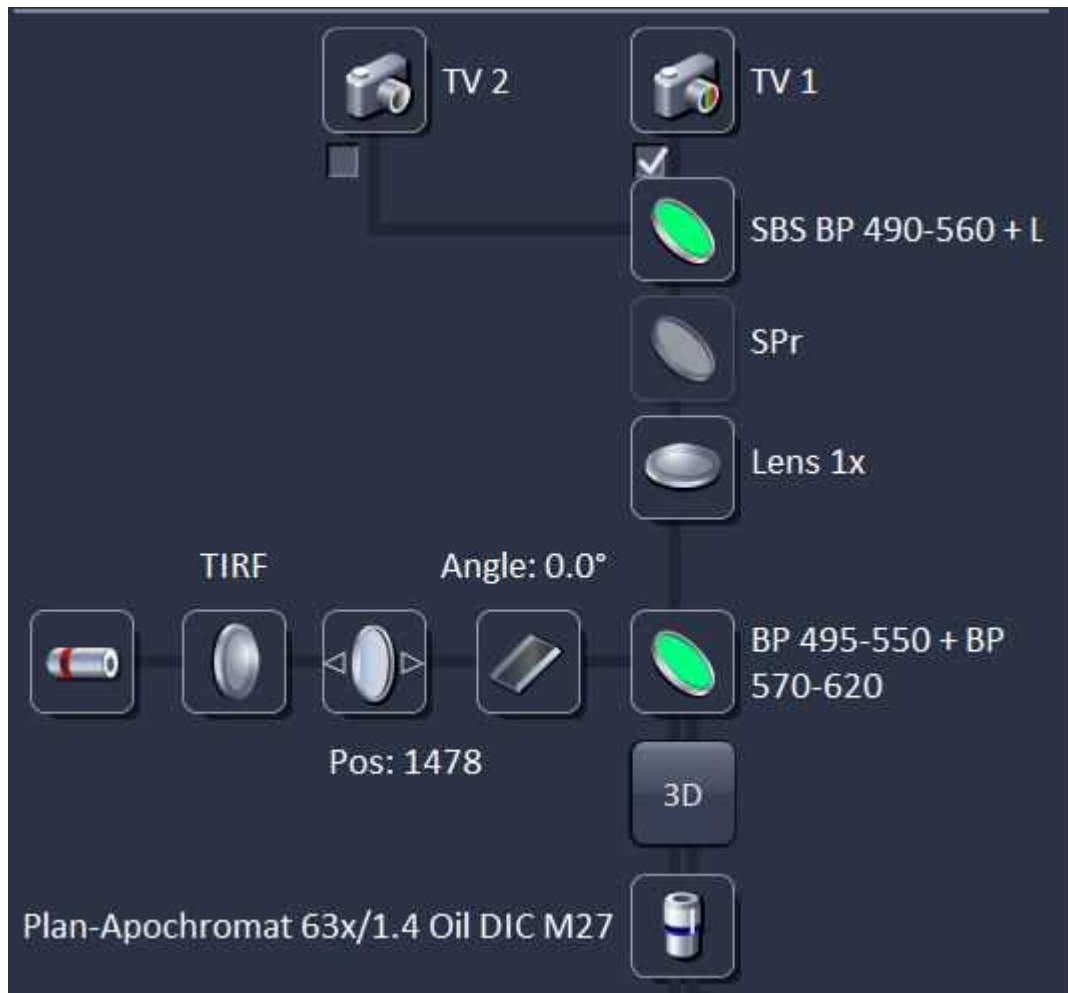 TV 2
TV 1
SBS BP 490-560 + L
SPr
Lens 1x
TIRF
Angle: 0.0°
BP 495-550 + BP
570-620
Pos: 1478
3D
Plan-Apochromat 63x/1.4 Oil DIC M27